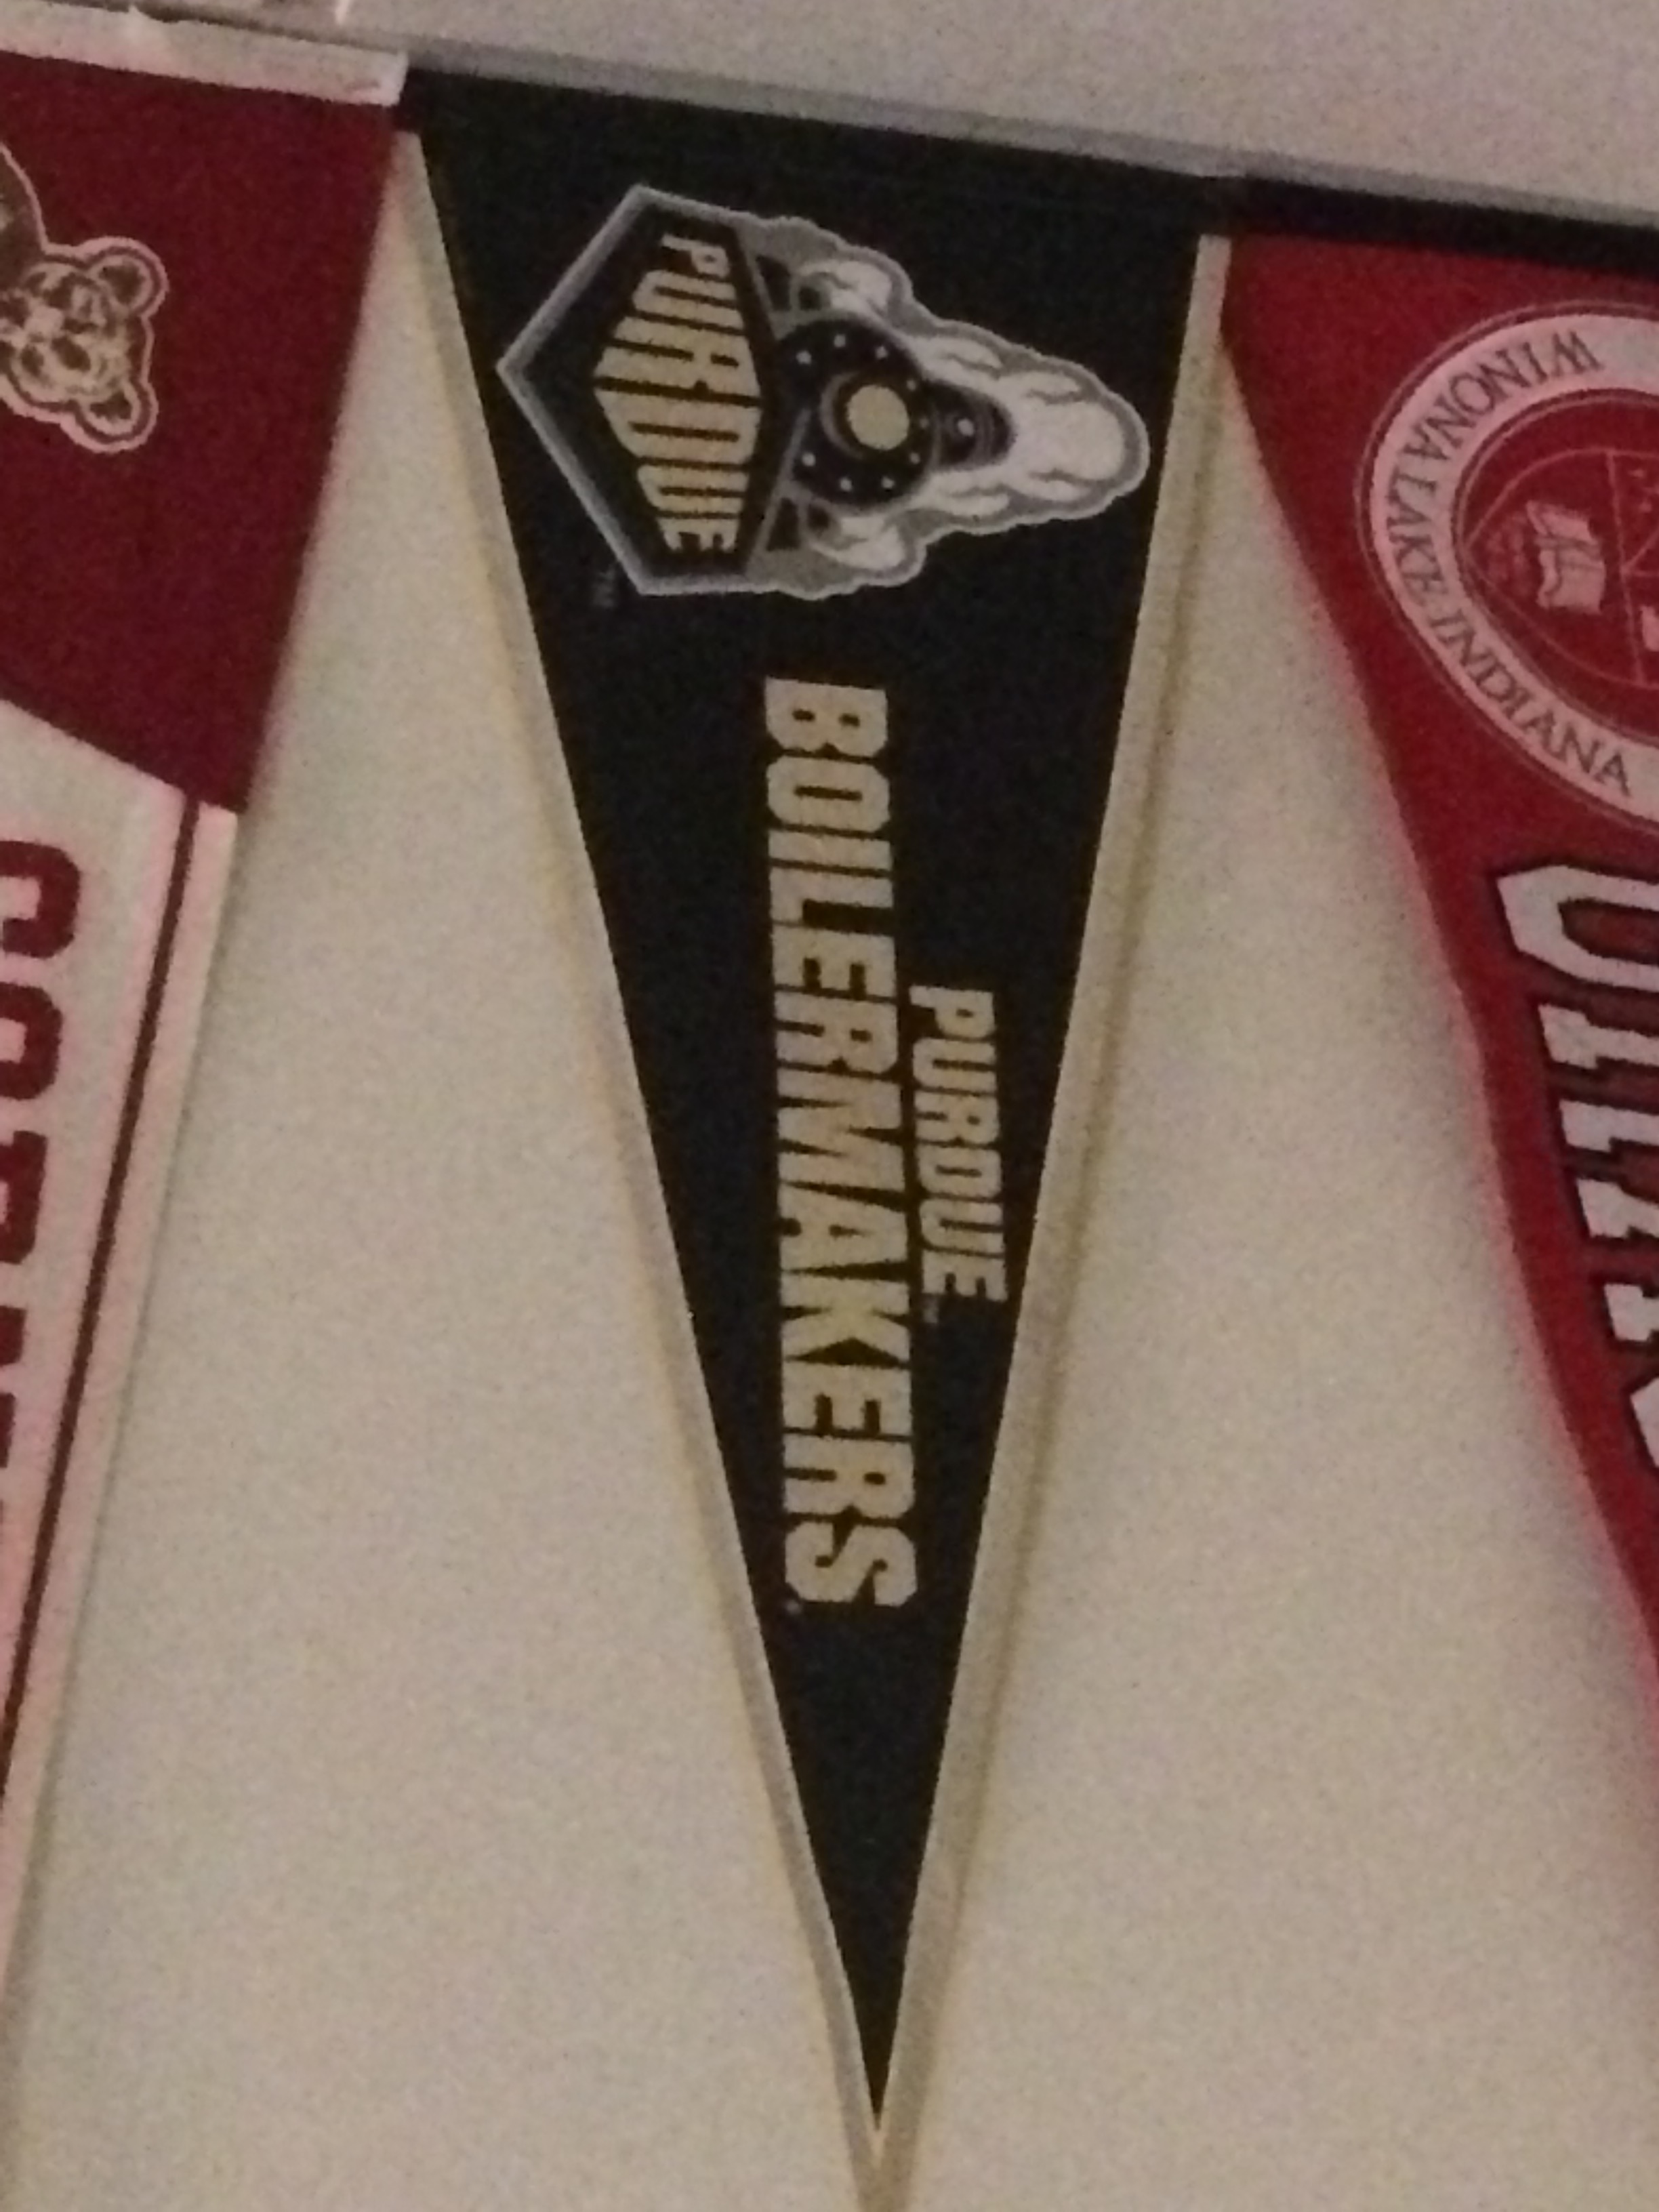 PURDUE
PURDUE
BOILERMAKERS
WINONA LAKE INDIANA